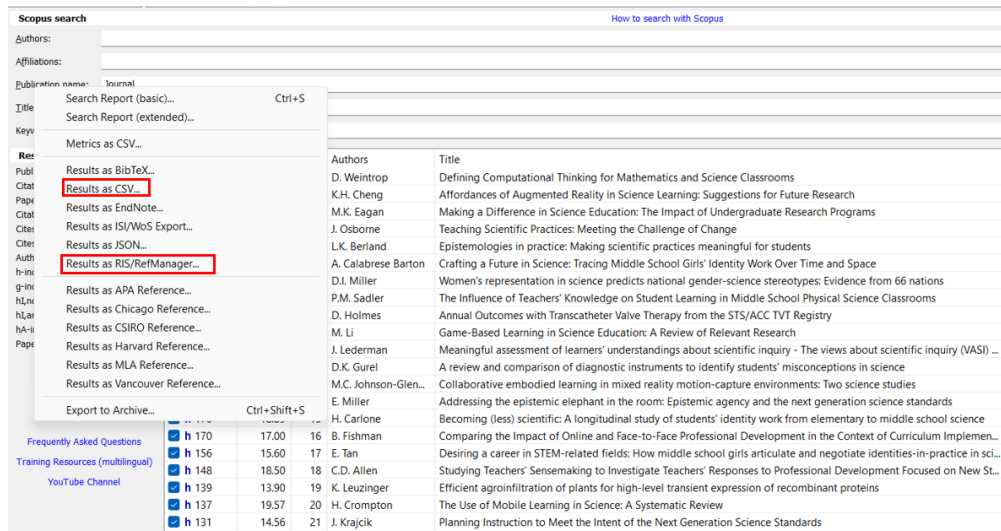 Scopus search
How to search with Scopus
Authors:
Affiliations:
Publication name: Journal
Title
Keyw
Search Report (basic)... Ctrl+S
Search Report (extended)...
Metrics as CSV...
Results as BibTeX...
Results as CSV...
Results as EndNote...
Results as ISI/WoS Export...
Results as JSON...
Results as RIS/RefManager...
Results as APA Reference...
Results as Chicago Reference...
Results as CSIRO Reference...
Results as Harvard Reference...
Results as MLA Reference...
Results as Vancouver Reference...
Export to Archive... Ctrl+Shift+S
Res
Publ
Citat
Pape
Citat
Cites
Cites
Auth
h-inc
g-inc
hI,nc
hI,ar
hA-i
Pape
Frequently Asked Questions
Training Resources (multilingual)
YouTube Channel
Authors Title
D. Weintrop Defining Computational Thinking for Mathematics and Science Classrooms
K.H. Cheng Affordances of Augmented Reality in Science Learning: Suggestions for Future Research
M.K. Eagan Making a Difference in Science Education: The Impact of Undergraduate Research Programs
J. Osborne Teaching Scientific Practices: Meeting the Challenge of Change
L.K. Berland Epistemologies in practice: Making scientific practices meaningful for students
A. Calabrese Barton Crafting a Future in Science: Tracing Middle School Girls' Identity Work Over Time and Space
D.I. Miller Women's representation in science predicts national gender-science stereotypes: Evidence from 66 nations
P.M. Sadler The Influence of Teachers' Knowledge on Student Learning in Middle School Physical Science Classrooms
D. Holmes Annual Outcomes with Transcatheter Valve Therapy from the STS/ACC TVT Registry
M. Li Game-Based Learning in Science Education: A Review of Relevant Research
J. Lederman Meaningful assessment of learners' understandings about scientific inquiry - The views about scientific inquiry (VASI) ...
D.K. Gurel A review and comparison of diagnostic instruments to identify students' misconceptions in science
M.C. Johnson-Glen... Collaborative embodied learning in mixed reality motion-capture environments: Two science studies
E. Miller Addressing the epistemic elephant in the room: Epistemic agency and the next generation science standards
H. Carlone Becoming (less) scientific: A longitudinal study of students' identity work from elementary to middle school science
h 170 17.00 16 B. Fishman Comparing the Impact of Online and Face-to-Face Professional Development in the Context of Curriculum Implemen...
h 156 15.60 17 E. Tan Desiring a career in STEM-related fields: How middle school girls articulate and negotiate identities-in-practice in sci...
h 148 18.50 18 C.D. Allen Studying Teachers' Sensemaking to Investigate Teachers' Responses to Professional Development Focused on New St...
h 139 13.90 19 K. Leuzinger Efficient agroinfiltration of plants for high-level transient expression of recombinant proteins
h 137 19.57 20 H. Crompton The Use of Mobile Learning in Science: A Systematic Review
h 131 14.56 21 J. Krajcik Planning Instruction to Meet the Intent of the Next Generation Science Standards